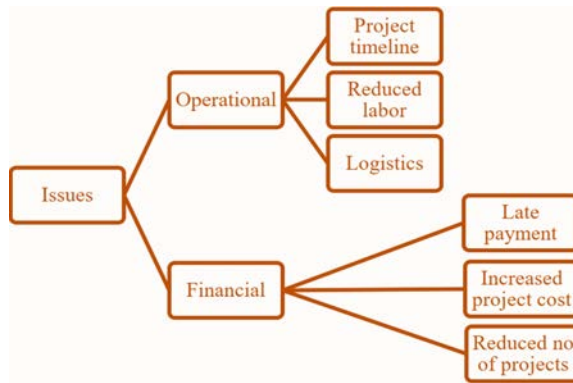 Project
timeline
Operational
Reduced
labor
Logistics
Issues
Late
payment
Financial
Increased
project cost
Reduced no
of projects